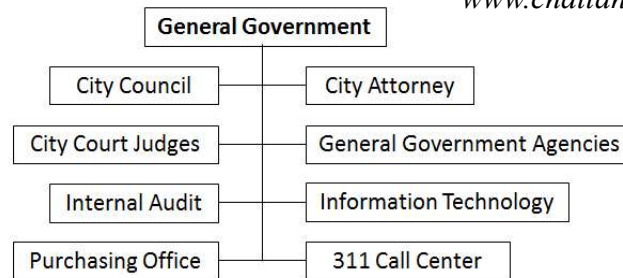 General Government
City Council
City Attorney
City Court Judges
General Government Agencies
Internal Audit
Information Technology
Purchasing Office
311 Call Center